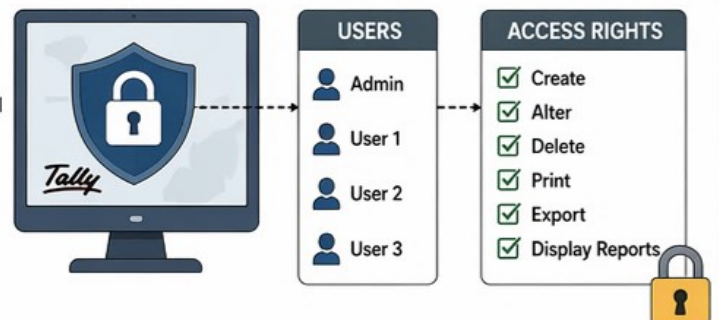 Tally
USERS
Admin
User 1
User 2
User 3
ACCESS RIGHTS
Create
Alter
Delete
Print
Export
Display Reports